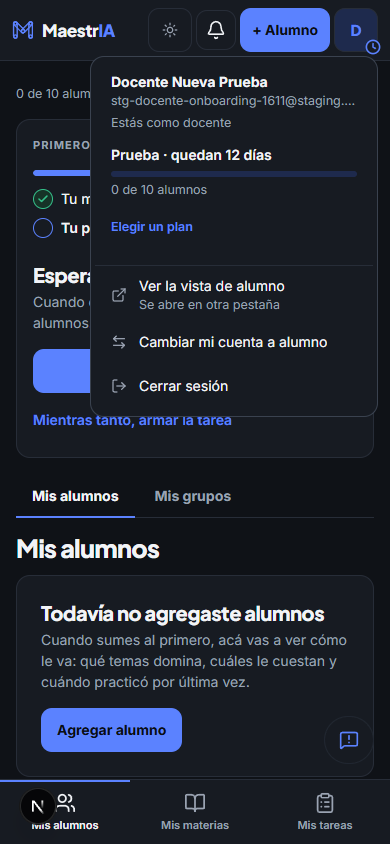 MaestrIA
+ Alumno
D
0 de 10 alum
Docente Nueva Prueba
stg-docente-onboarding-1611@staging....
Estás como docente
Prueba · quedan 12 días
0 de 10 alumnos
Elegir un plan
Ver la vista de alumno
Se abre en otra pestaña
Cambiar mi cuenta a alumno
Cerrar sesión
PRIMERO
Tu
Tu p
Espera
Cuando
alumnos
Mientras tanto, armar la tarea
Mis alumnos
Mis grupos
Mis alumnos
Todavía no agregaste alumnos
Cuando sumes al primero, acá vas a ver cómo
le va: qué temas domina, cuáles le cuestan y
cuándo practicó por última vez.
Agregar alumno
N
Mis alumnos
Mis materias
Mis tareas